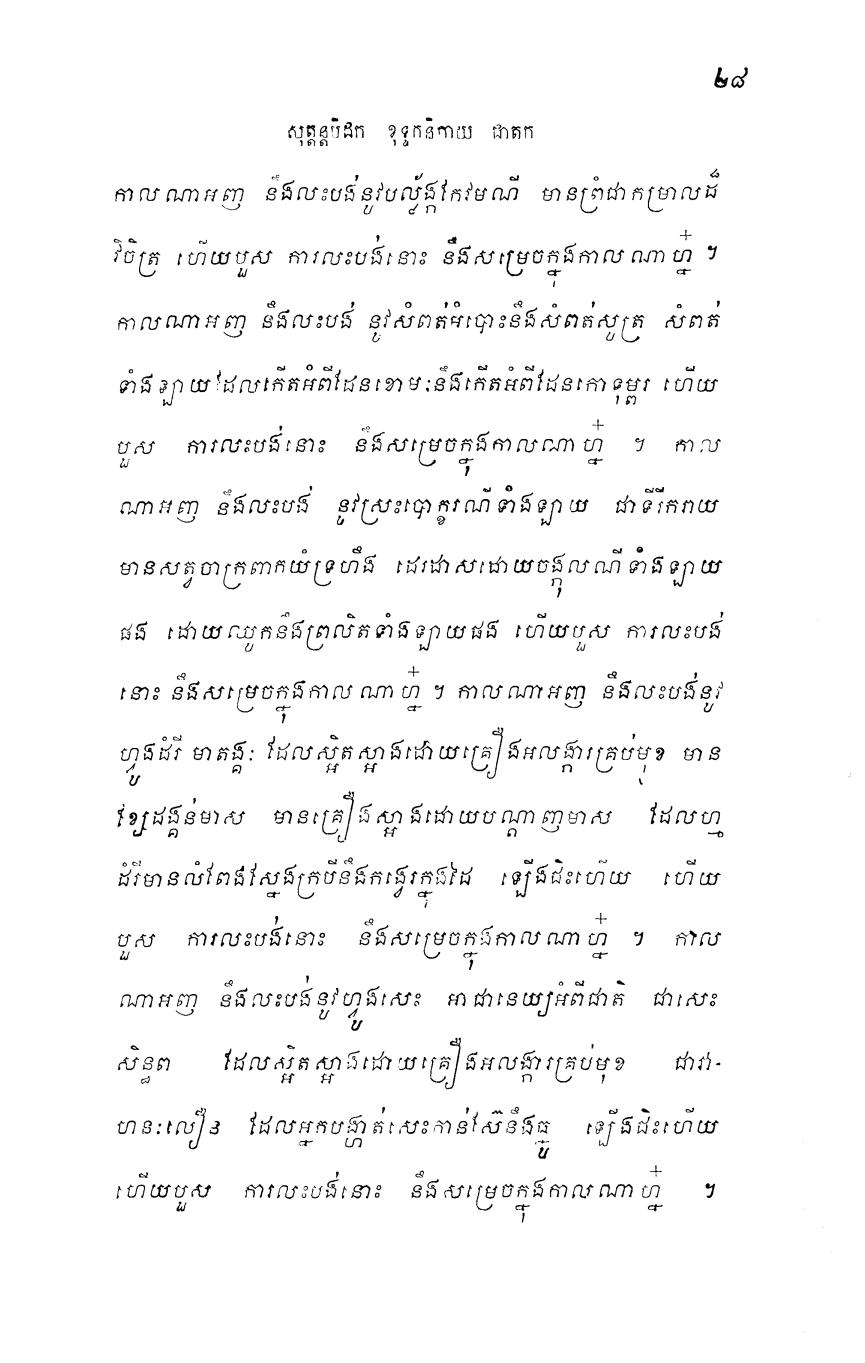 ២៨
សុត្តន្តបិដក ខុទ្ទកនិកាយ ជាតក
កាលណាអញ នឹងលះបង់នូវបល្ល័ង្កកែវមណី មានព្រំជាកម្រាលដ៏
វិចិត្រ ហើយបួស ការលះបង់នោះ នឹងសម្រេចក្នុងកាលណាហ្ន៎ ។
កាលណាអញ នឹងលះបង់ នូវសំពត់អំបោះនឹងសំពត់សូត្រ សំពត់
ទាំងឡាយដែលកើតអំពីដែនខោមៈនឹងកើតអំពីដែនកោទុម្ពរ ហើយ
បួស ការលះបង់នោះ នឹងសម្រេចក្នុងកាលណាហ្ន៎ ។ កាល
ណាអញ នឹងលះបង់ នូវស្រះបោក្ខរណីទាំងឡាយ ជាទីរីករាយ
មានសត្វចាក្រពាកយំទ្រហឹង ដេរដាសដោយចង្កុលណីទាំងឡាយ
ផង ដោយឈូកនឹងព្រលិតទាំងឡាយផង ហើយបួស ការលះបង់
នោះ នឹងសម្រេចក្នុងកាលណាហ្ន៎ ។ កាលណាអញ នឹងលះបង់នូវ
ហ្វូងដំរី មាតង្គៈ ដែលស្អិតស្អាងដោយគ្រឿងអលង្ការគ្រប់មុខ មាន
ខ្សែដង្គន់មាស មានគ្រឿងស្អាងដោយបណ្តាញមាស ដែលហ្ម
ដំរីមានលំពែងស្នែងក្របីនឹងកង្វេរក្នុងដៃ ឡើងជិះហើយ ហើយ
បួស ការលះបង់នោះ នឹងសម្រេចក្នុងកាលណាហ្ន៎ ។ កាល
ណាអញ នឹងលះបង់នូវហ្វូងសេះ អាជានេយ្យអំពីជាតិ ជាសេះ
សិន្ធព ដែលស្អិតស្អាងដោយគ្រឿងអលង្ការគ្រប់មុខ ជាវា-
ហនៈលឿន ដែលអ្នកបង្ហាត់សេះកាន់ស៊ែនឹងធ្នូ ឡើងជិះហើយ
ហើយបួស ការលះបង់នោះ នឹងសម្រេចក្នុងកាលណាហ្ន៎ ។